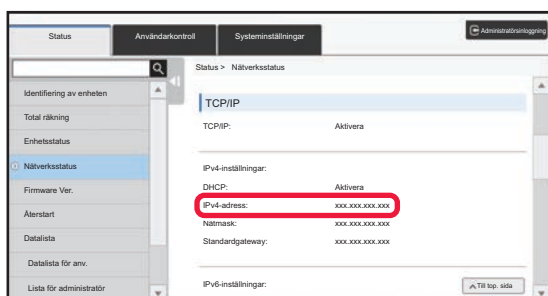 Status
Användarkontroll
Systeminställningar
Administratörsinloggning
Status > Nätverksstatus
Identifiering av enheten
Total räkning
Enhetsstatus
Nätverksstatus
Firmware Ver.
Återstart
Datalista
Datalista för anv.
Lista för administratör
TCP/IP
TCP/IP: Aktivera
IPv4-inställningar:
DHCP: Aktivera
IPv4-adress: xxx.xxx.xxx.xxx
Nätmask: xxx.xxx.xxx.xxx
Standardgateway: xxx.xxx.xxx.xxx
IPv6-inställningar:
Till top. sida